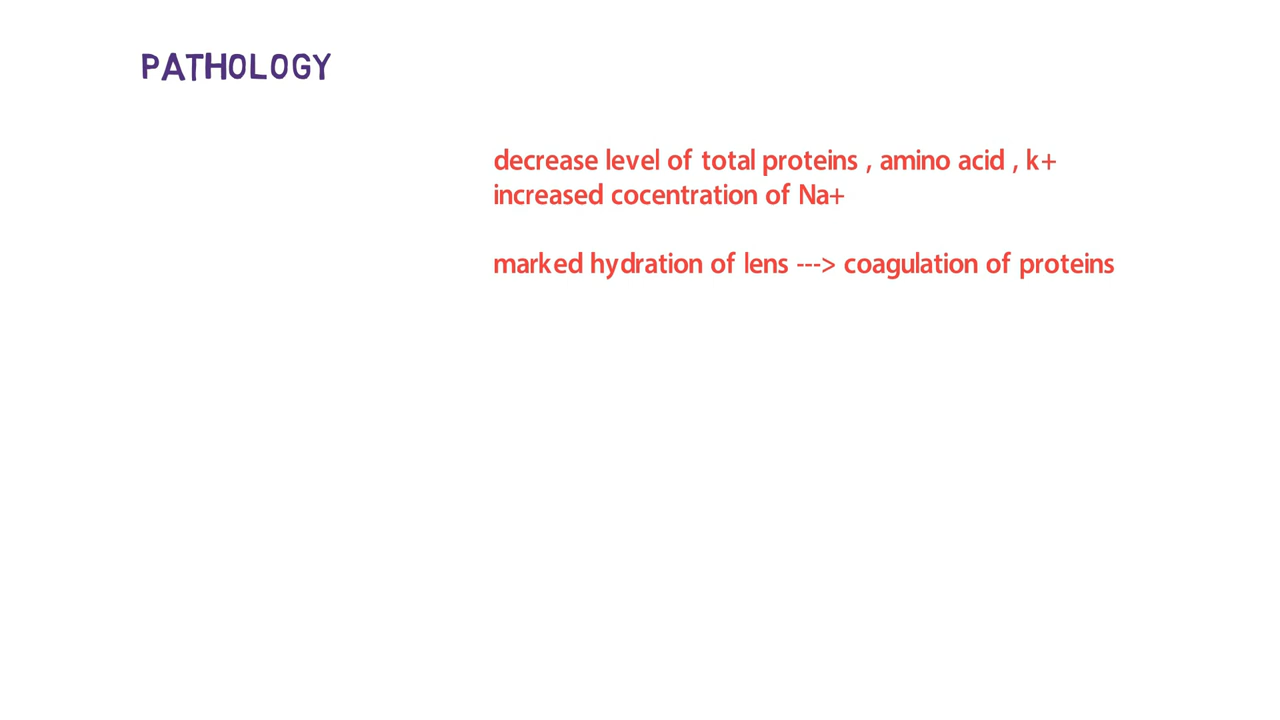 PATHOLOGY
decrease level of total proteins , amino acid , k+
increased cocentration of Na+
marked hydration of lens ---> coagulation of proteins